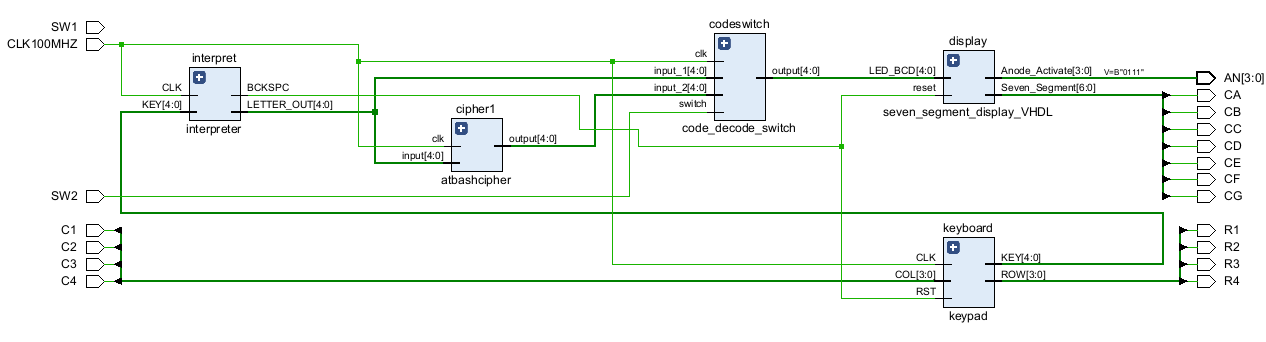 codeswitch
SW1
CLK100MHZ
display
clk
interpret
input_1[4:0]
output[4:0]
LED_BCD[4:0]
Anode_Activate[3:0]
V=B"0111"
AN[3:0]
CLK
BCKSPC
input_2[4:0]
reset
Seven_Segment[6:0]
CA
KEY[4:0]
LETTER_OUT[4:0]
cipher1
switch
CB
interpreter
code_decode_switch
seven_segment_display_VHDL
CC
clk
output[4:0]
CD
input[4:0]
CE
atbashcipher
CF
SW2
CG
C1
keyboard
R1
C2
R2
C3
CLK
KEY[4:0]
R3
C4
COL[3:0]
ROW[3:0]
R4
RST
keypad